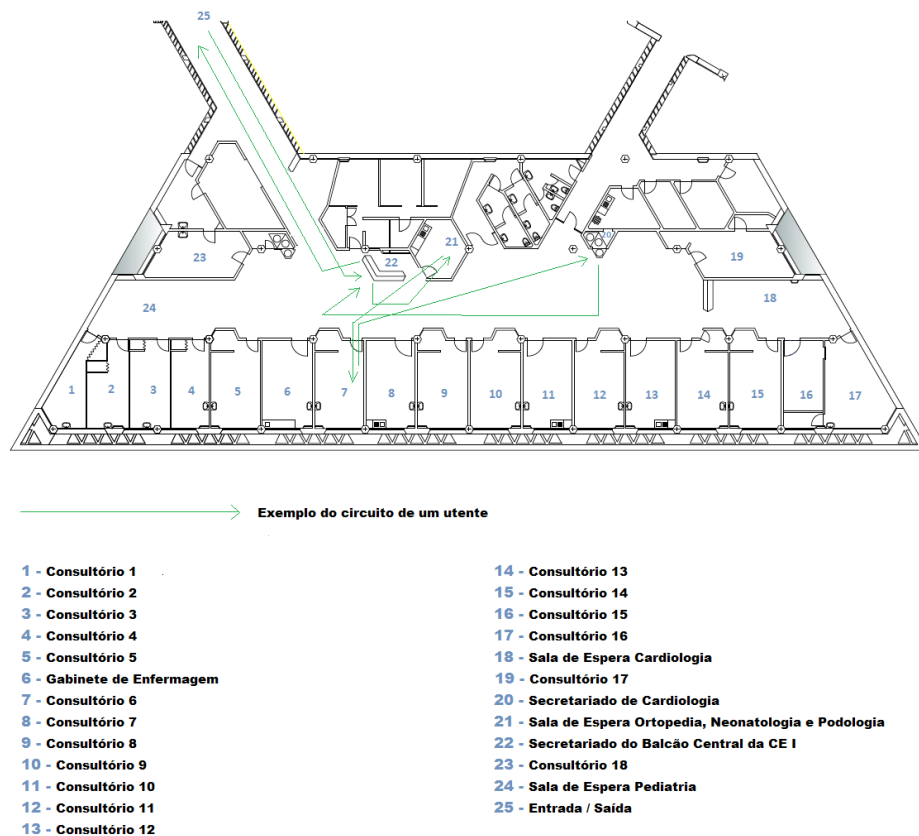 25
21
20
22
23
19
18
24
1
2
3
4
5
6
7
8
9
10
11
12
13
14
15
16
17
Exemplo do circuito de um utente
1 - Consultório 1
2 - Consultório 2
3 - Consultório 3
4 - Consultório 4
5 - Consultório 5
6 - Gabinete de Enfermagem
7 - Consultório 6
8 - Consultório 7
9 - Consultório 8
10 - Consultório 9
11 - Consultório 10
12 - Consultório 11
13 - Consultório 12
14 - Consultório 13
15 - Consultório 14
16 - Consultório 15
17 - Consultório 16
18 - Sala de Espera Cardiologia
19 - Consultório 17
20 - Secretariado de Cardiologia
21 - Sala de Espera Ortopedia, Neonatologia e Podologia
22 - Secretariado do Balcão Central da CE I
23 - Consultório 18
24 - Sala de Espera Pediatria
25 - Entrada / Saída